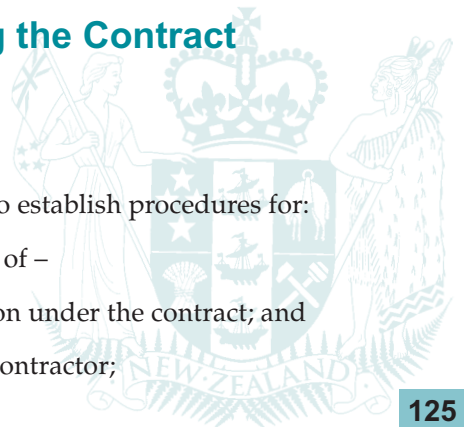 g the Contract
o establish procedures for:
of –
on under the contract; and
ontractor;
NEW ZEALAND
125